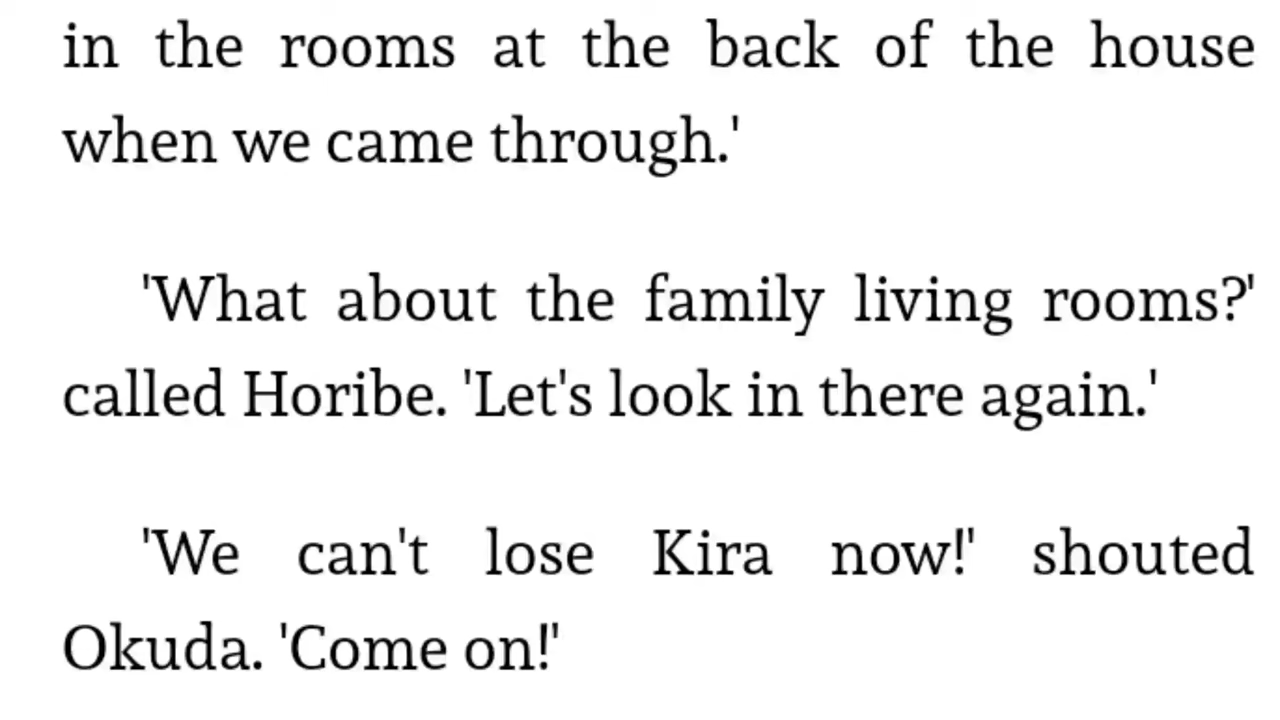 in the rooms at the back of the house
when we came through.'
'What about the family living rooms?'
called Horibe. 'Let's look in there again.'
'We can't lose Kira now!' shouted
Okuda. 'Come on!'